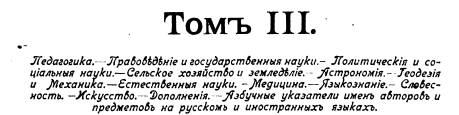 Томъ III.
Педагогика.—Правовѣдѣніе и государственныя науки.—Политическія и со-
ціальныя науки.—Сельское хозяйство и земледѣліе.—Астрономія.—Геодезія
и Механика.—Естественныя науки.—Медицина.—Языкознаніе.—Словес-
ность.—Искусство.—Дополненія.—Азбучные указатели именъ авторовъ и
предметовъ на русскомъ и иностранныхъ языкахъ.